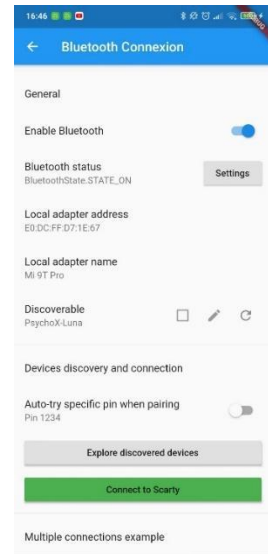 16:46
Bluetooth Connexion
General
Enable Bluetooth
Bluetooth status
BluetoothState.STATE_ON
Settings
Local adapter address
E0:DC:FF:D7:1E:67
Local adapter name
Mi 9T Pro
Discoverable
PsychoX-Luna
Devices discovery and connection
Auto-try specific pin when pairing
Pin 1234
Explore discovered devices
Connect to Scarty
Multiple connections example